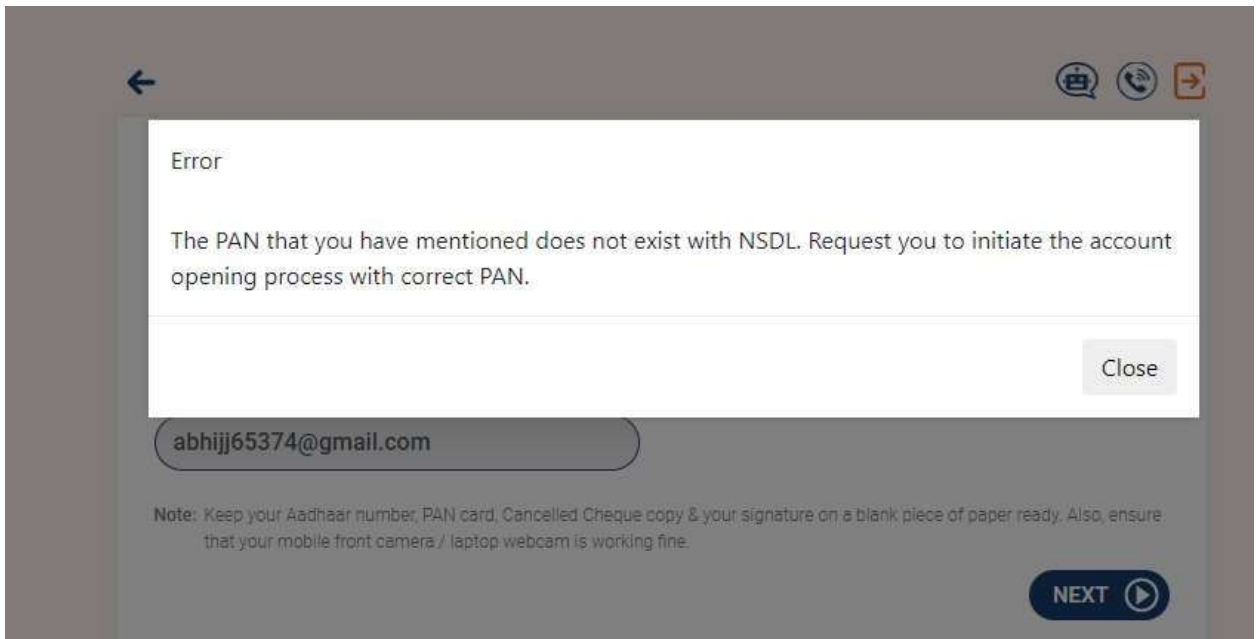 Error
The PAN that you have mentioned does not exist with NSDL. Request you to initiate the account
opening process with correct PAN.
Close
abhijj65374@gmail.com
Note: Keep your Aadhaar number, PAN card, Cancelled Cheque copy & your signature on a blank piece of paper ready. Also, ensure
that your mobile front camera / laptop webcam is working fine.
NEXT